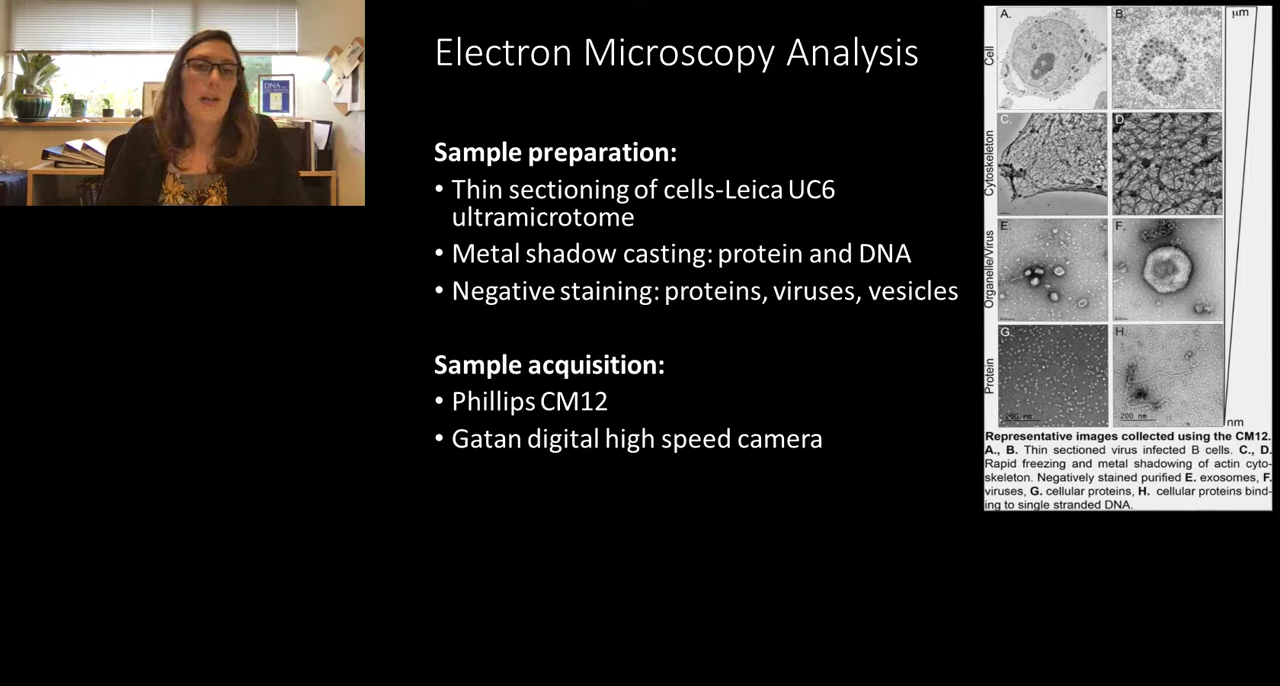 Electron Microscopy Analysis
Sample preparation:
• Thin sectioning of cells-Leica UC6
ultramicrotome
• Metal shadow casting: protein and DNA
• Negative staining: proteins, viruses, vesicles
Sample acquisition:
• Phillips CM12
• Gatan digital high speed camera
DNA
A.
B.
μm
Cell
C.
D.
Cytoskeleton
E.
F.
Organelle/Virus
G.
H.
Protein
200 nm
200 nm
nm
Representative images collected using the CM12.
A., B. Thin sectioned virus infected B cells. C., D.
Rapid freezing and metal shadowing of actin cyto-
skeleton. Negatively stained purified E. exosomes, F.
viruses, G. cellular proteins, H. cellular proteins bind-
ing to single stranded DNA.